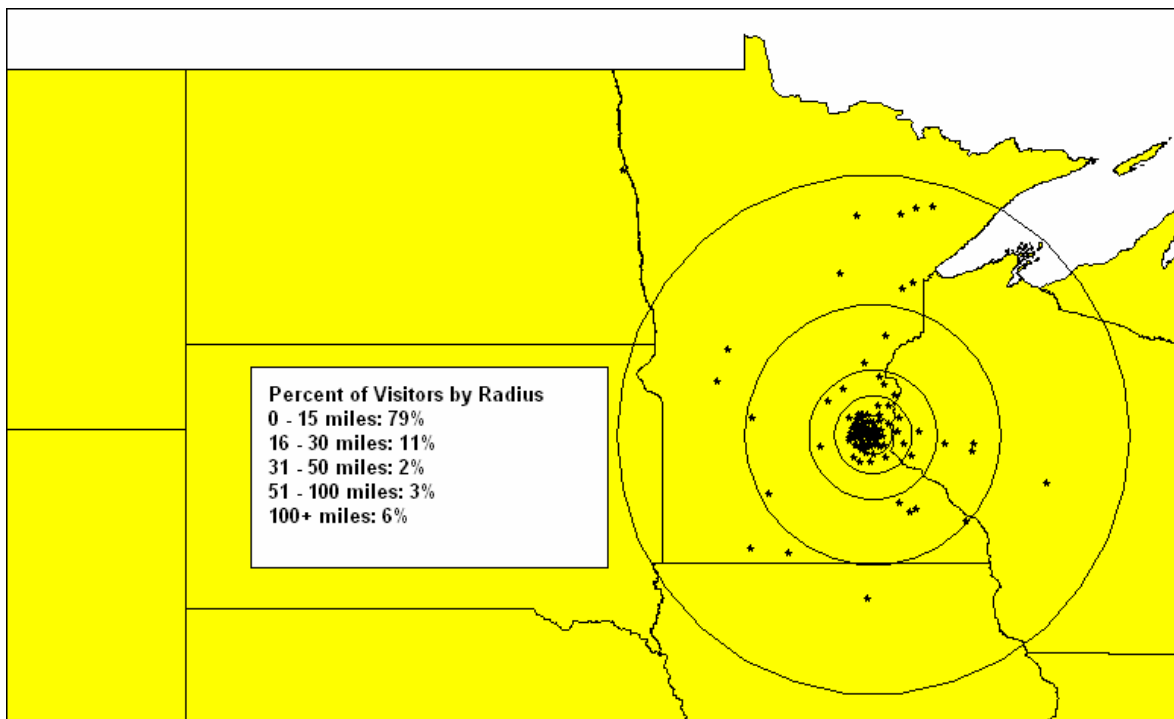 Percent of Visitors by Radius
0 - 15 miles: 79%
16 - 30 miles: 11%
31 - 50 miles: 2%
51 - 100 miles: 3%
100+ miles: 6%